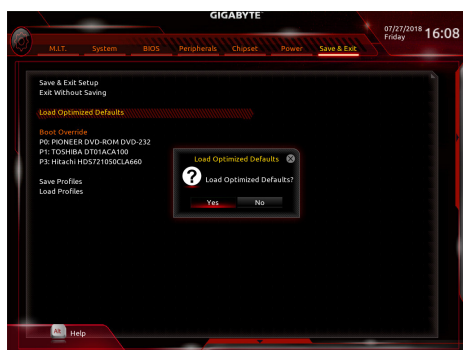 GIGABYTE
07/27/2018
Friday
16:08
M.I.T. System BIOS Peripherals Chipset Power Save & Exit
Save & Exit Setup
Exit Without Saving
Load Optimized Defaults
Boot Override
P0: PIONEER DVD-ROM DVD-232
P1: TOSHIBA DT01ACA100
P3: Hitachi HDS721050CLA660
Save Profiles
Load Profiles
Load Optimized Defaults
Load Optimized Defaults?
Yes No
Alt Help